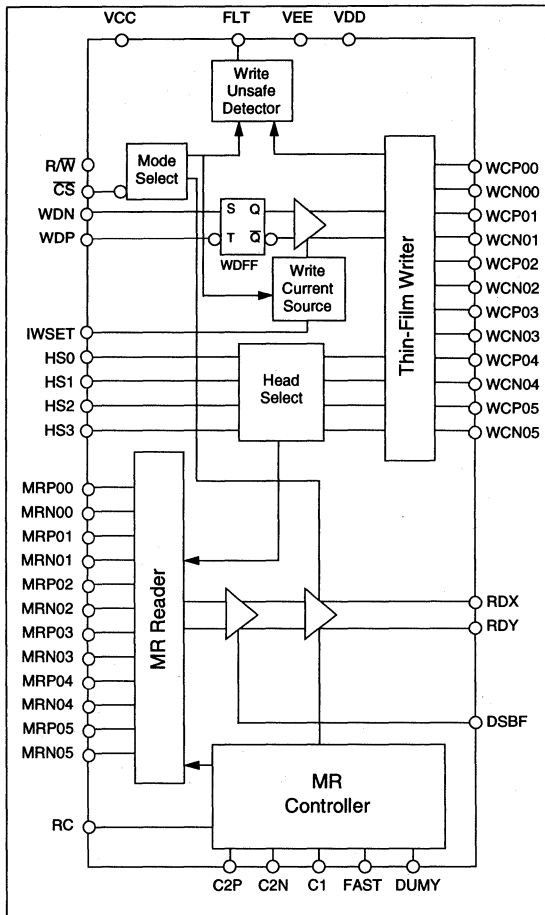 VCC FLT VEE VDD
Write
Unsafe
Detector
R/W̅
C̅S̅
Mode
Select
WDN
WDP
S Q
T Q̅
WDFF
Write
Current
Source
IWSET
HS0
HS1
HS2
HS3
Head
Select
Thin-Film Writer
WCP00
WCN00
WCP01
WCN01
WCP02
WCN02
WCP03
WCN03
WCP04
WCN04
WCP05
WCN05
MRP00
MRN00
MRP01
MRN01
MRP02
MRN02
MRP03
MRN03
MRP04
MRN04
MRP05
MRN05
MR Reader
RDX
RDY
DSBF
MR
Controller
RC
C2P C2N C1 FAST DUMY